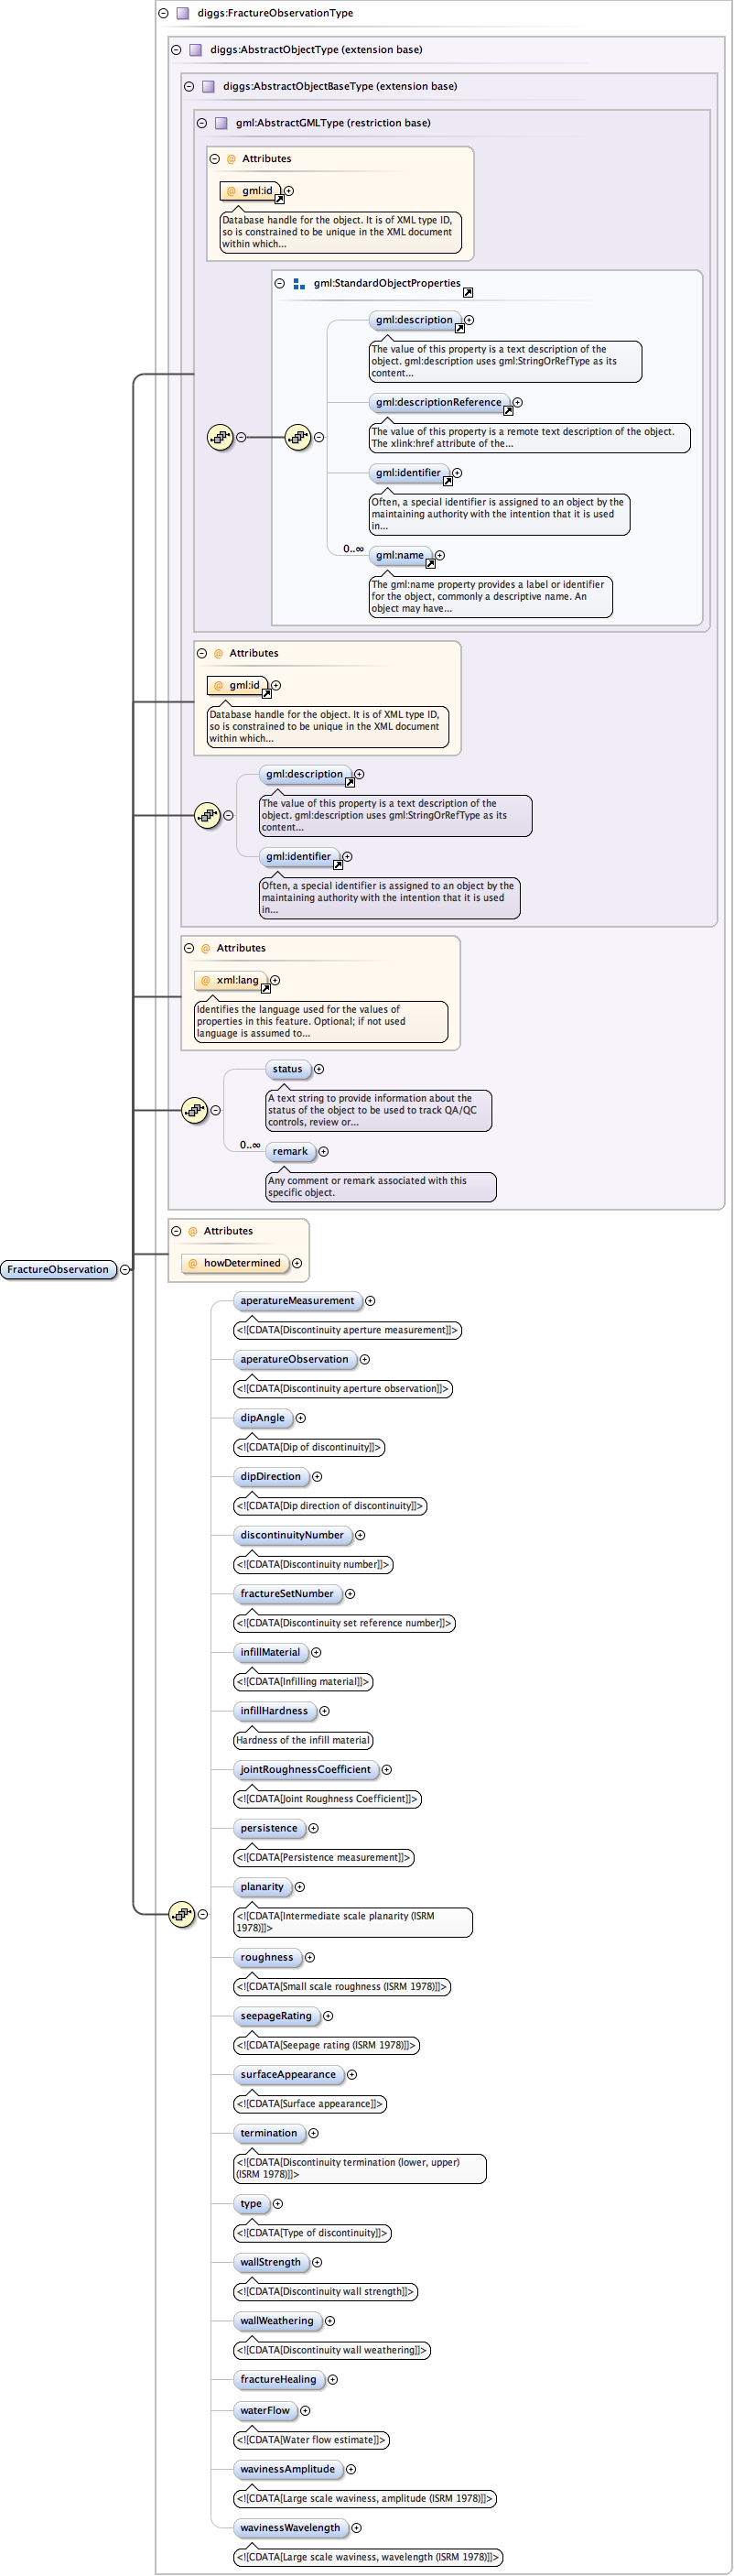 diggs:FractureObservationType
diggs:AbstractObjectType (extension base)
diggs:AbstractObjectBaseType (extension base)
gml:AbstractGMLType (restriction base)
@ Attributes
@ gml:id
Database handle for the object. It is of XML type ID,
so is constrained to be unique in the XML document
within which...
gml:StandardObjectProperties
gml:description
The value of this property is a text description of the
object. gml:description uses gml:StringOrRefType as its
content...
gml:descriptionReference
The value of this property is a remote text description of the object.
The xlink:href attribute of the...
gml:identifier
Often, a special identifier is assigned to an object by the
maintaining authority with the intention that it is used
in...
0..∞ gml:name
The gml:name property provides a label or identifier
for the object, commonly a descriptive name. An
object may have...
@ Attributes
@ gml:id
Database handle for the object. It is of XML type ID,
so is constrained to be unique in the XML document
within which...
gml:description
The value of this property is a text description of the
object. gml:description uses gml:StringOrRefType as its
content...
gml:identifier
Often, a special identifier is assigned to an object by the
maintaining authority with the intention that it is used
in...
@ Attributes
@ xml:lang
Identifies the language used for the values of
properties in this feature. Optional; if not used
language is assumed to...
status
A text string to provide information about the
status of the object to be used to track QA/QC
controls, review or...
0..∞ remark
Any comment or remark associated with this
specific object.
@ Attributes
@ howDetermined
FractureObservation
aperatureMeasurement
<![CDATA[Discontinuity aperture measurement]]>
aperatureObservation
<![CDATA[Discontinuity aperture observation]]>
dipAngle
<![CDATA[Dip of discontinuity]]>
dipDirection
<![CDATA[Dip direction of discontinuity]]>
discontinuityNumber
<![CDATA[Discontinuity number]]>
fractureSetNumber
<![CDATA[Discontinuity set reference number]]>
infillMaterial
<![CDATA[Infilling material]]>
infillHardness
Hardness of the infill material
jointRoughnessCoefficient
<![CDATA[Joint Roughness Coefficient]]>
persistence
<![CDATA[Persistence measurement]]>
planarity
<![CDATA[Intermediate scale planarity (ISRM
1978)]]>
roughness
<![CDATA[Small scale roughness (ISRM 1978)]]>
seepageRating
<![CDATA[Seepage rating (ISRM 1978)]]>
surfaceAppearance
<![CDATA[Surface appearance]]>
termination
<![CDATA[Discontinuity termination (lower, upper)
(ISRM 1978)]]>
type
<![CDATA[Type of discontinuity]]>
wallStrength
<![CDATA[Discontinuity wall strength]]>
wallWeathering
<![CDATA[Discontinuity wall weathering]]>
fractureHealing
waterFlow
<![CDATA[Water flow estimate]]>
wavinessAmplitude
<![CDATA[Large scale waviness, amplitude (ISRM 1978)]]>
wavinessWavelength
<![CDATA[Large scale waviness, wavelength (ISRM 1978)]]>